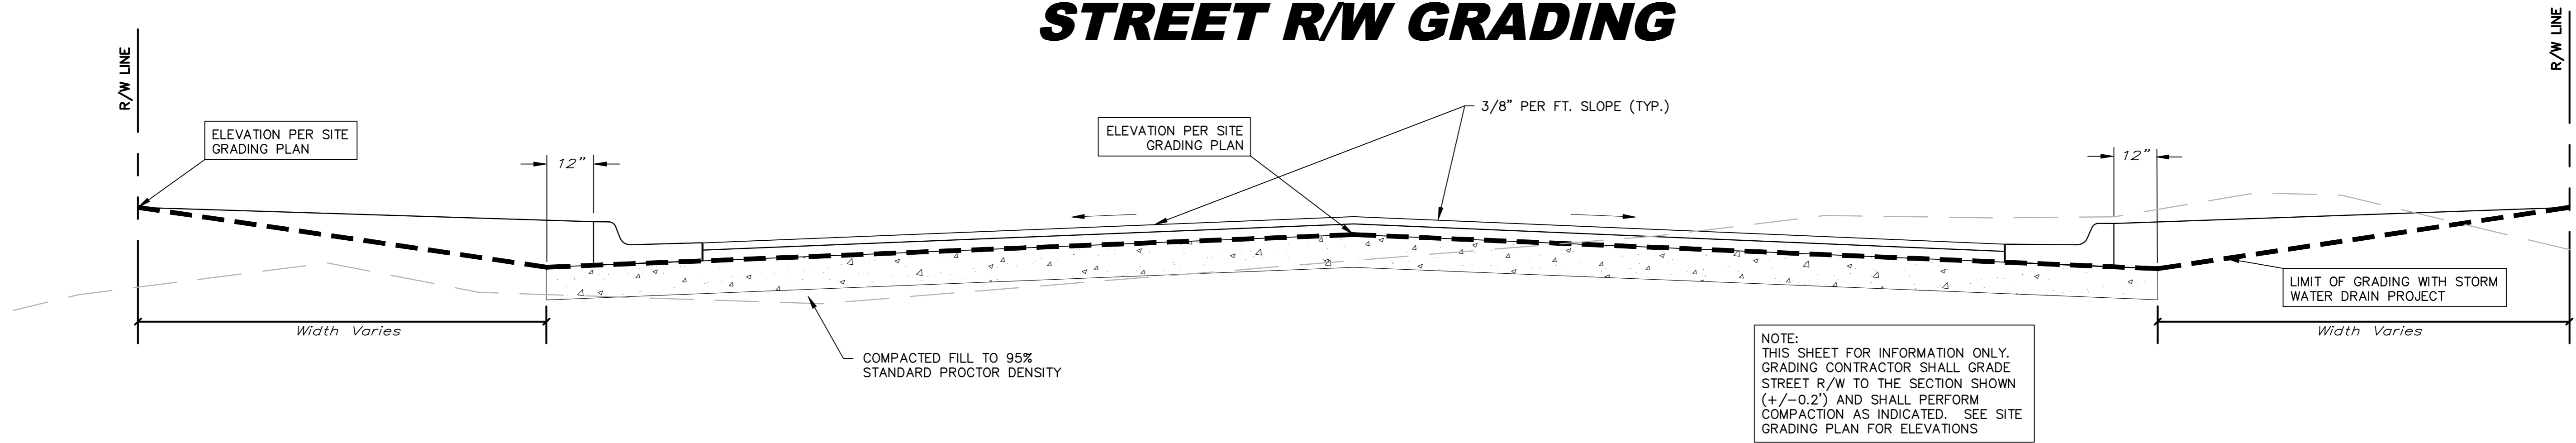 STREET R/W GRADING
R/W LINE
R/W LINE
ELEVATION PER SITE
GRADING PLAN
12"
ELEVATION PER SITE
GRADING PLAN
3/8" PER FT. SLOPE (TYP.)
12"
Width Varies
COMPACTED FILL TO 95%
STANDARD PROCTOR DENSITY
LIMIT OF GRADING WITH STORM
WATER DRAIN PROJECT
Width Varies
NOTE:
THIS SHEET FOR INFORMATION ONLY.
GRADING CONTRACTOR SHALL GRADE
STREET R/W TO THE SECTION SHOWN
(+/-0.2') AND SHALL PERFORM
COMPACTION AS INDICATED. SEE SITE
GRADING PLAN FOR ELEVATIONS